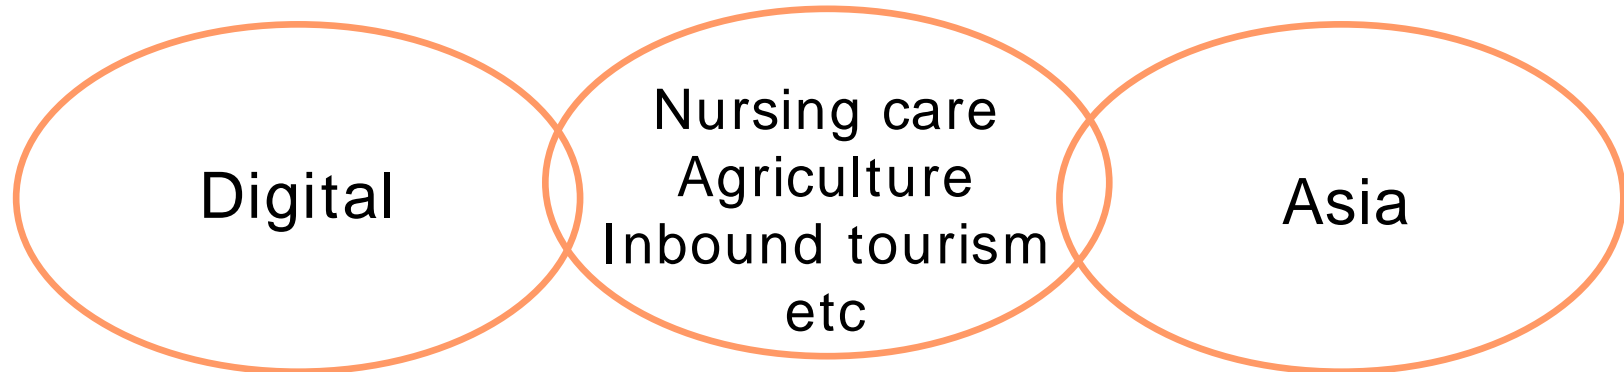 Digital
Nursing care
Agriculture
Inbound tourism
etc
Asia